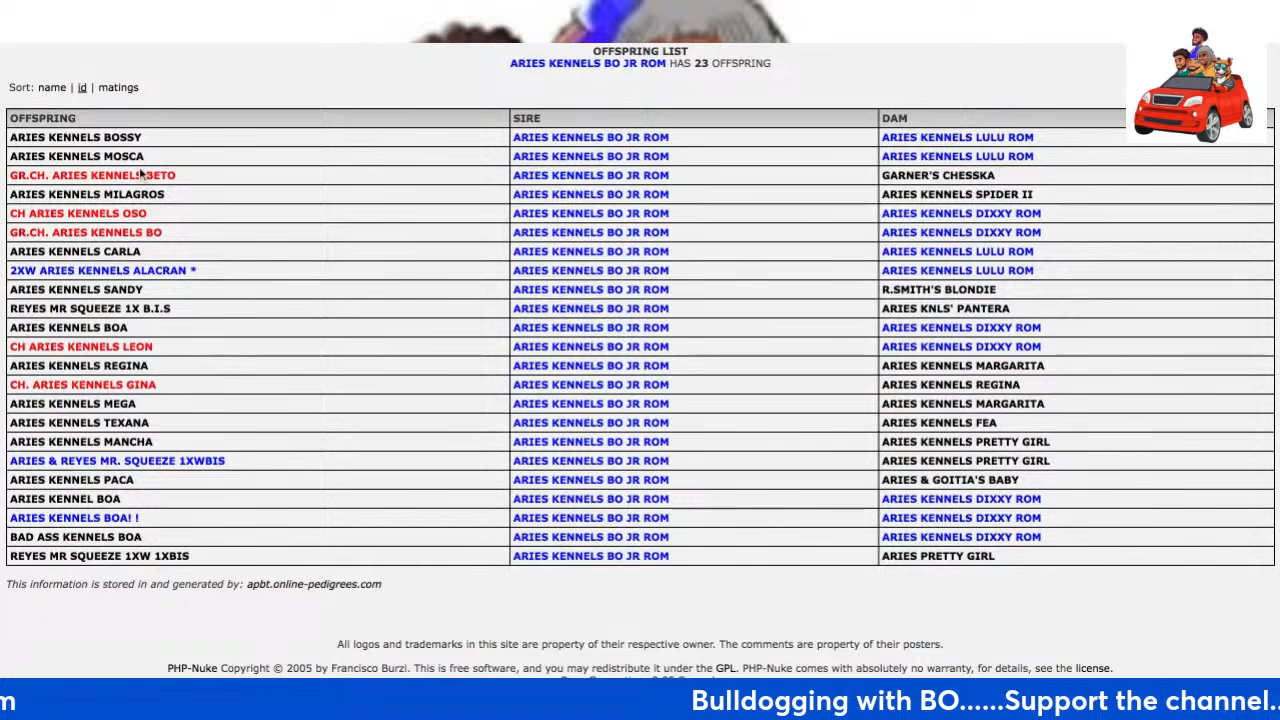 OFFSPRING LIST
ARIES KENNELS BO JR ROM HAS 23 OFFSPRING
Sort: name | id | matings
OFFSPRING SIRE DAM
ARIES KENNELS BOSSY ARIES KENNELS BO JR ROM ARIES KENNELS LULU ROM
ARIES KENNELS MOSCA ARIES KENNELS BO JR ROM ARIES KENNELS LULU ROM
GR.CH. ARIES KENNELS BETO ARIES KENNELS BO JR ROM GARNER'S CHESSKA
ARIES KENNELS MILAGROS ARIES KENNELS BO JR ROM ARIES KENNELS SPIDER II
CH ARIES KENNELS OSO ARIES KENNELS BO JR ROM ARIES KENNELS DIXXY ROM
GR.CH. ARIES KENNELS BO ARIES KENNELS BO JR ROM ARIES KENNELS DIXXY ROM
ARIES KENNELS CARLA ARIES KENNELS BO JR ROM ARIES KENNELS LULU ROM
2XW ARIES KENNELS ALACRAN * ARIES KENNELS BO JR ROM ARIES KENNELS LULU ROM
ARIES KENNELS SANDY ARIES KENNELS BO JR ROM R.SMITH'S BLONDIE
REYES MR SQUEEZE 1X B.I.S ARIES KENNELS BO JR ROM ARIES KNLS' PANTERA
ARIES KENNELS BOA ARIES KENNELS BO JR ROM ARIES KENNELS DIXXY ROM
CH ARIES KENNELS LEON ARIES KENNELS BO JR ROM ARIES KENNELS DIXXY ROM
ARIES KENNELS REGINA ARIES KENNELS BO JR ROM ARIES KENNELS MARGARITA
CH. ARIES KENNELS GINA ARIES KENNELS BO JR ROM ARIES KENNELS REGINA
ARIES KENNELS MEGA ARIES KENNELS BO JR ROM ARIES KENNELS MARGARITA
ARIES KENNELS TEXANA ARIES KENNELS BO JR ROM ARIES KENNELS FEA
ARIES KENNELS MANCHA ARIES KENNELS BO JR ROM ARIES KENNELS PRETTY GIRL
ARIES & REYES MR. SQUEEZE 1XWBIS ARIES KENNELS BO JR ROM ARIES KENNELS PRETTY GIRL
ARIES KENNELS PACA ARIES KENNELS BO JR ROM ARIES & GOITIA'S BABY
ARIES KENNEL BOA ARIES KENNELS BO JR ROM ARIES KENNELS DIXXY ROM
ARIES KENNELS BOA! ! ARIES KENNELS BO JR ROM ARIES KENNELS DIXXY ROM
BAD ASS KENNELS BOA ARIES KENNELS BO JR ROM ARIES KENNELS DIXXY ROM
REYES MR SQUEEZE 1XW 1XBIS ARIES KENNELS BO JR ROM ARIES PRETTY GIRL
This information is stored in and generated by: apbt.online-pedigrees.com
All logos and trademarks in this site are property of their respective owner. The comments are property of their posters.
PHP-Nuke Copyright © 2005 by Francisco Burzi. This is free software, and you may redistribute it under the GPL. PHP-Nuke comes with absolutely no warranty, for details, see the license.
m Bulldogging with BO......Support the channel..